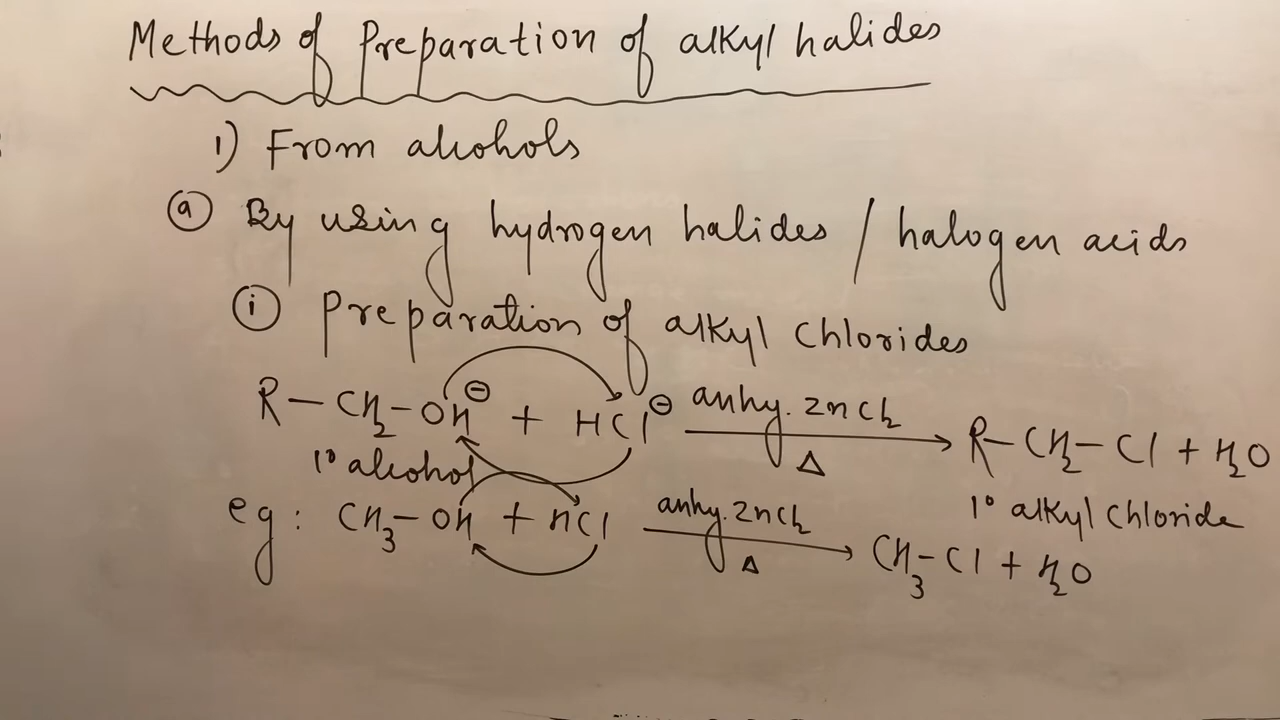 Methods of Preparation of alkyl halides
1) From alcohols
ⓐ By using hydrogen halides / halogen acids
ⓘ Preparation of alkyl chlorides
R–CH₂–OH⊖ + HCl⊖ anhy. ZnCl₂ Δ → R–CH₂–Cl + H₂O
1° alcohol 1° alkyl chloride
eg: CH₃–OH + HCl anhy. ZnCl₂ Δ → CH₃–Cl + H₂O